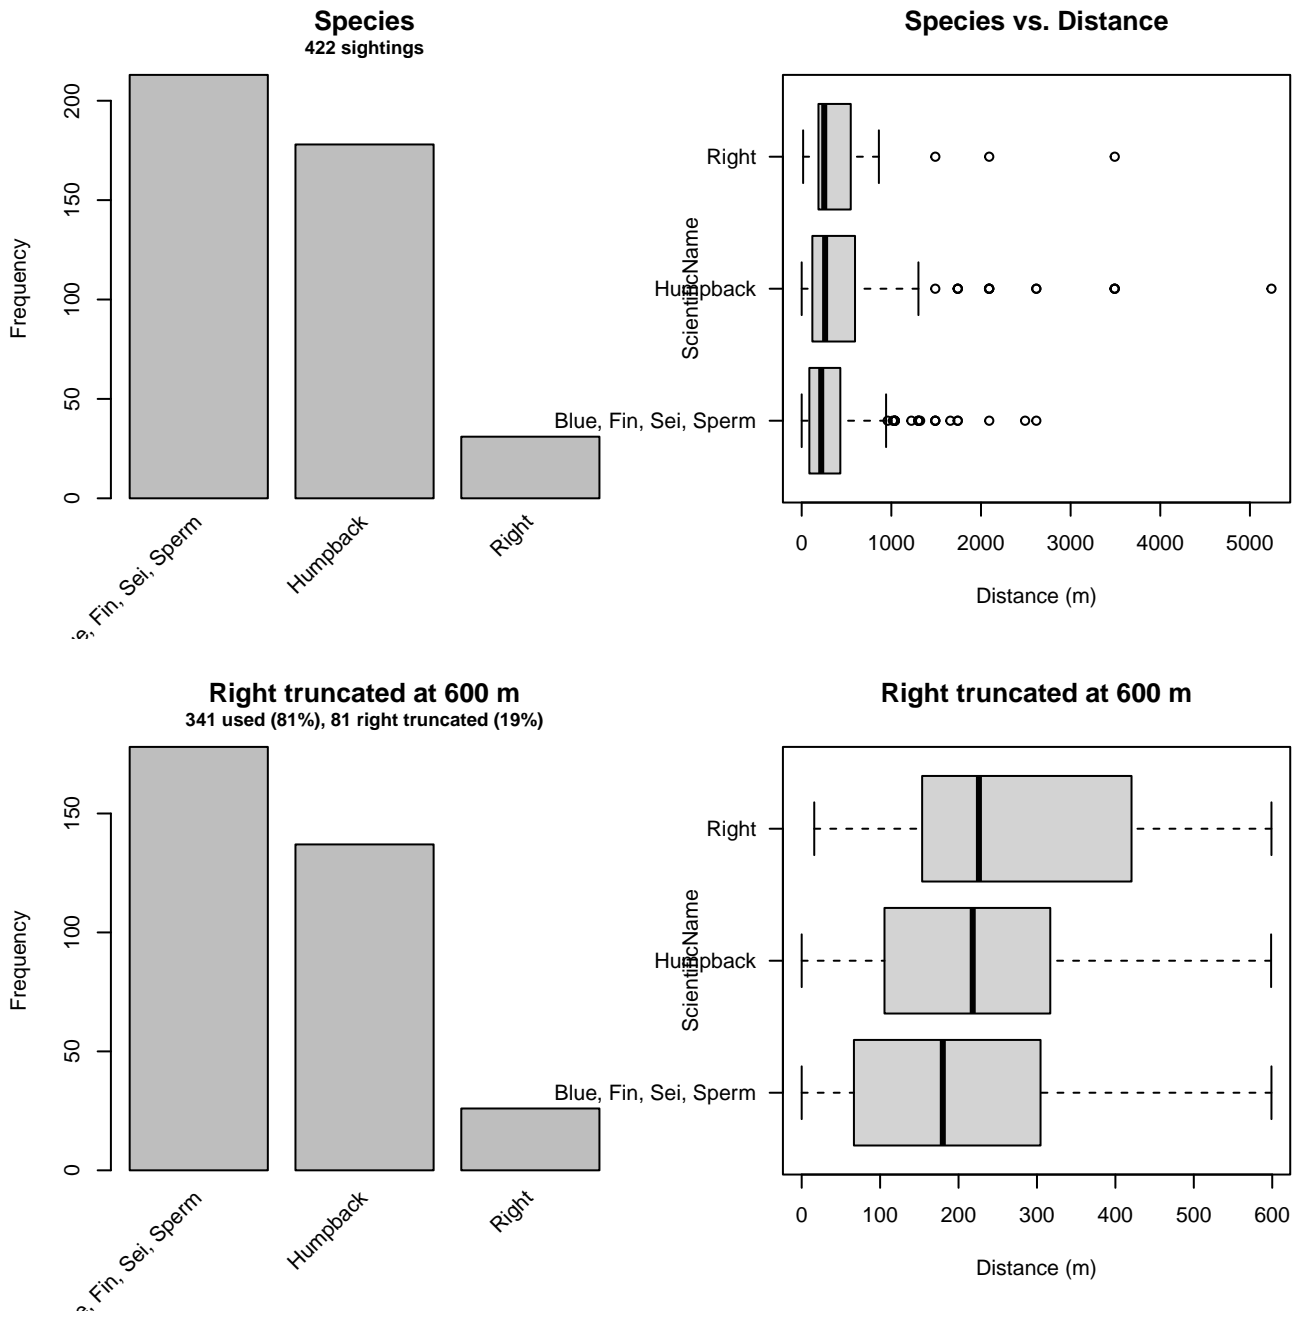 Species
422 sightings
Frequency
200
150
100
50
0
Fin, Sei, Sperm
Humpback
Right
Species vs. Distance
ScientificName
Right
Humpback
Blue, Fin, Sei, Sperm
0 1000 2000 3000 4000 5000
Distance (m)
Right truncated at 600 m
341 used (81%), 81 right truncated (19%)
Frequency
150
100
50
0
Fin, Sei, Sperm
Humpback
Right
Right truncated at 600 m
ScientificName
Right
Humpback
Blue, Fin, Sei, Sperm
0 100 200 300 400 500 600
Distance (m)